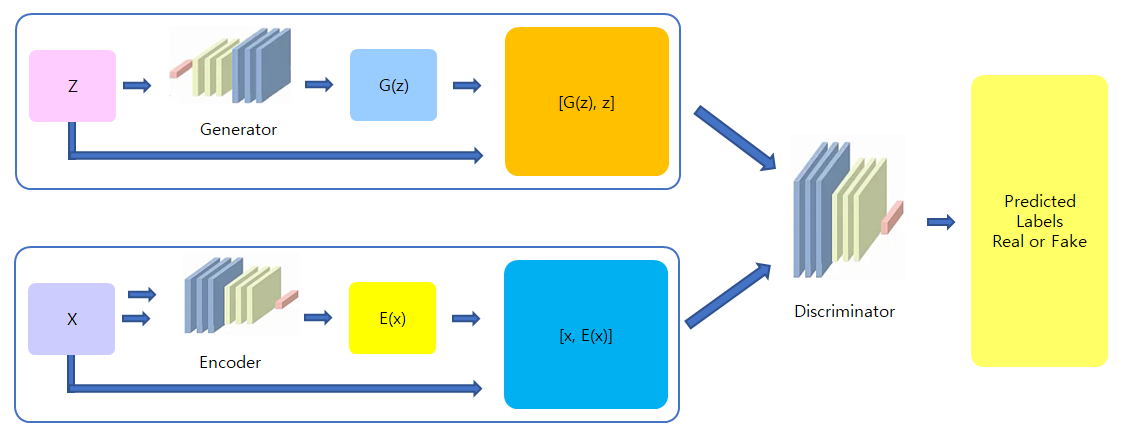 Z
Generator
G(z)
[G(z), z]
X
Encoder
E(x)
[x, E(x)]
Discriminator
Predicted
Labels
Real or Fake